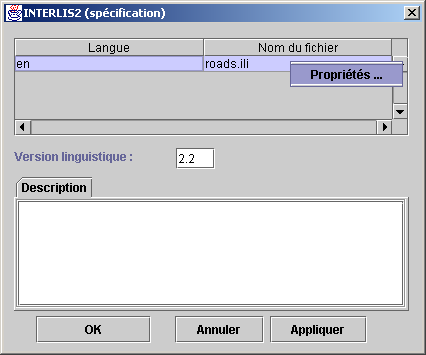 INTERLIS2 (spécification)
Langue Nom du fichier
en roads.ili
Propriétés ...
Version linguistique : 2.2
Description
OK Annuler Appliquer